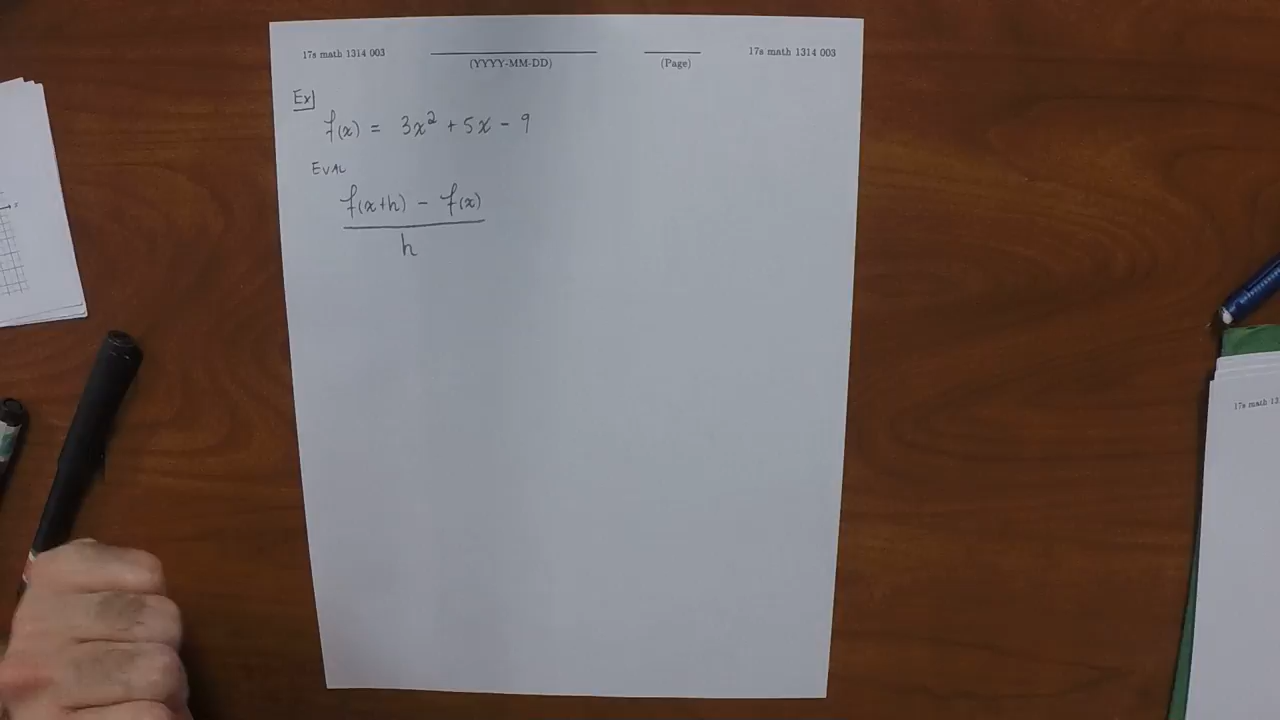 17s math 1314 003 (YYYY-MM-DD) (Page) 17s math 1314 003
Ex
f(x) = 3x² + 5x - 9
EVAL
f(x+h) - f(x)
h
17s math 13
x